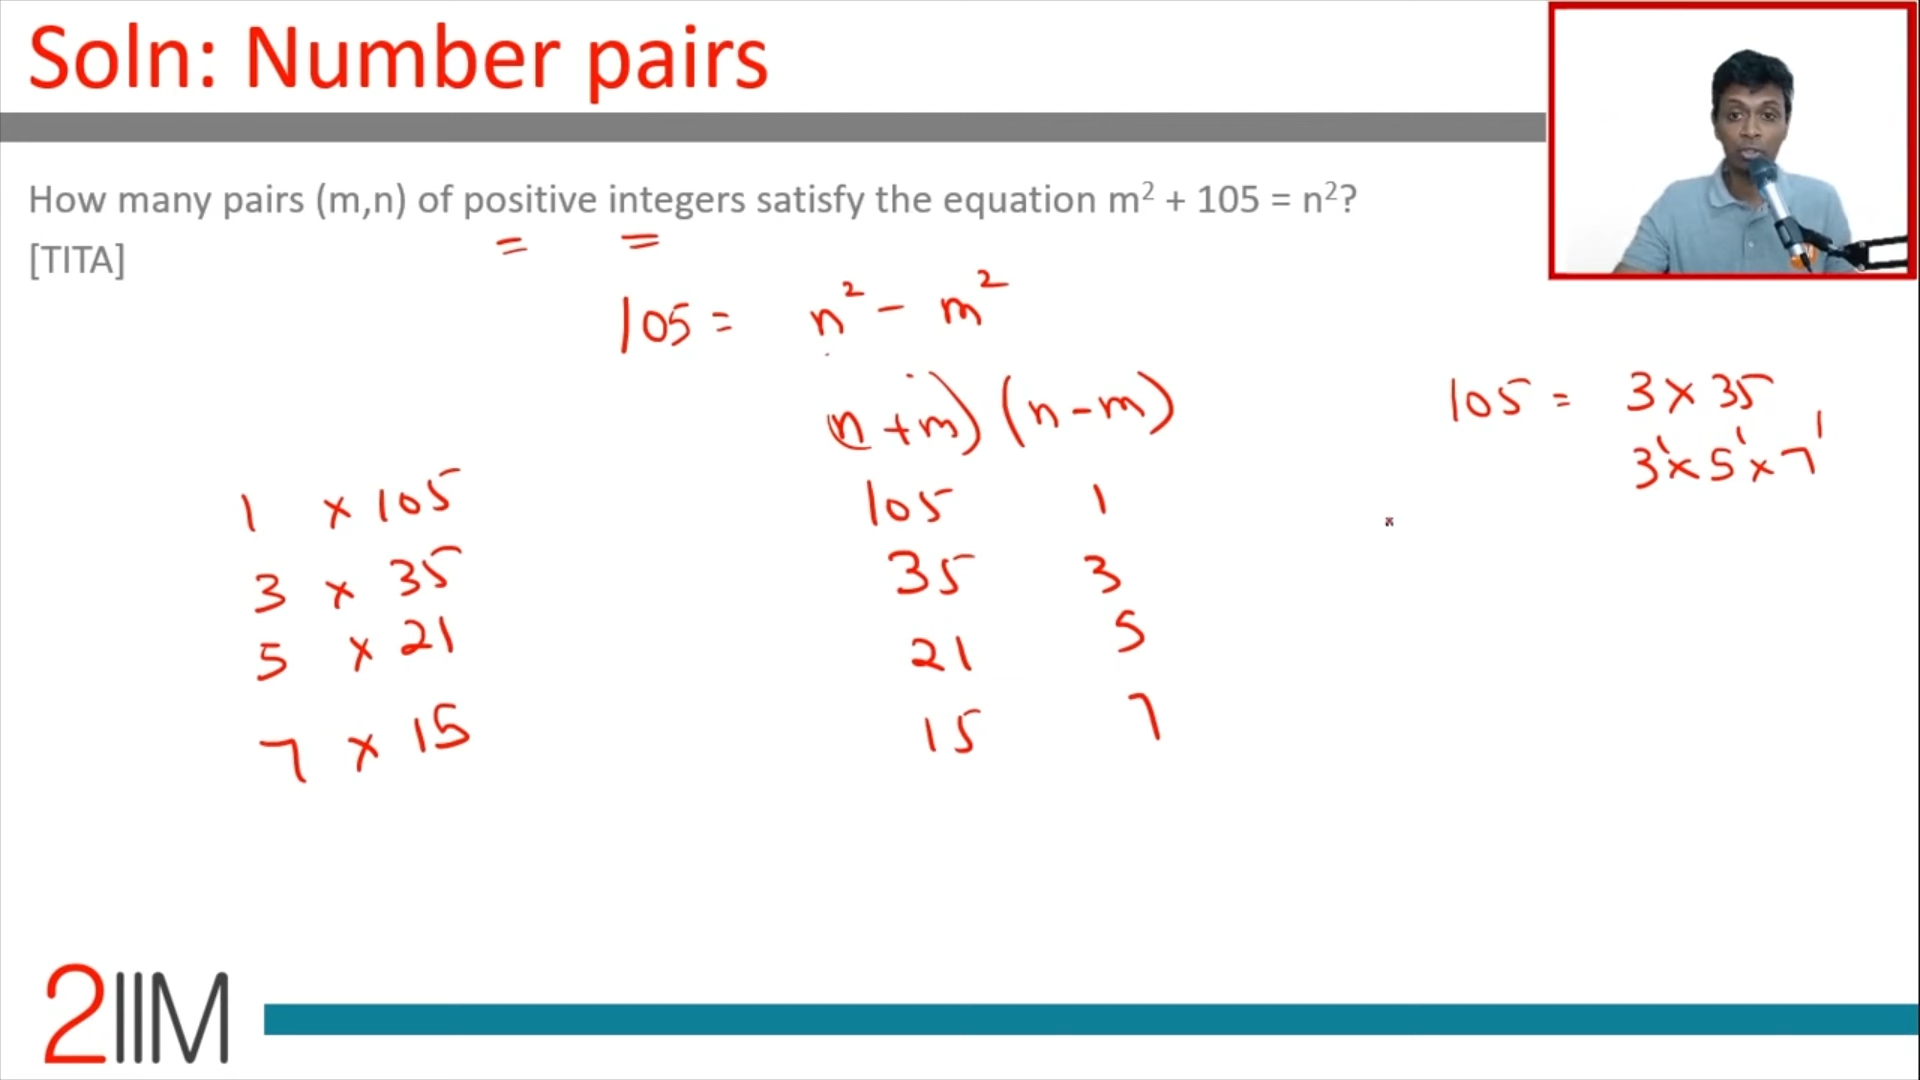 Soln: Number pairs
How many pairs (m,n) of positive integers satisfy the equation m² + 105 = n²?
[TITA]
105 = n² - m²
(n+m) (n-m)
105 = 3 x 35
3¹ x 5¹ x 7¹
1 x 105
105 1
3 x 35
35 3
5 x 21
21 5
7 x 15
15 7
2IIM